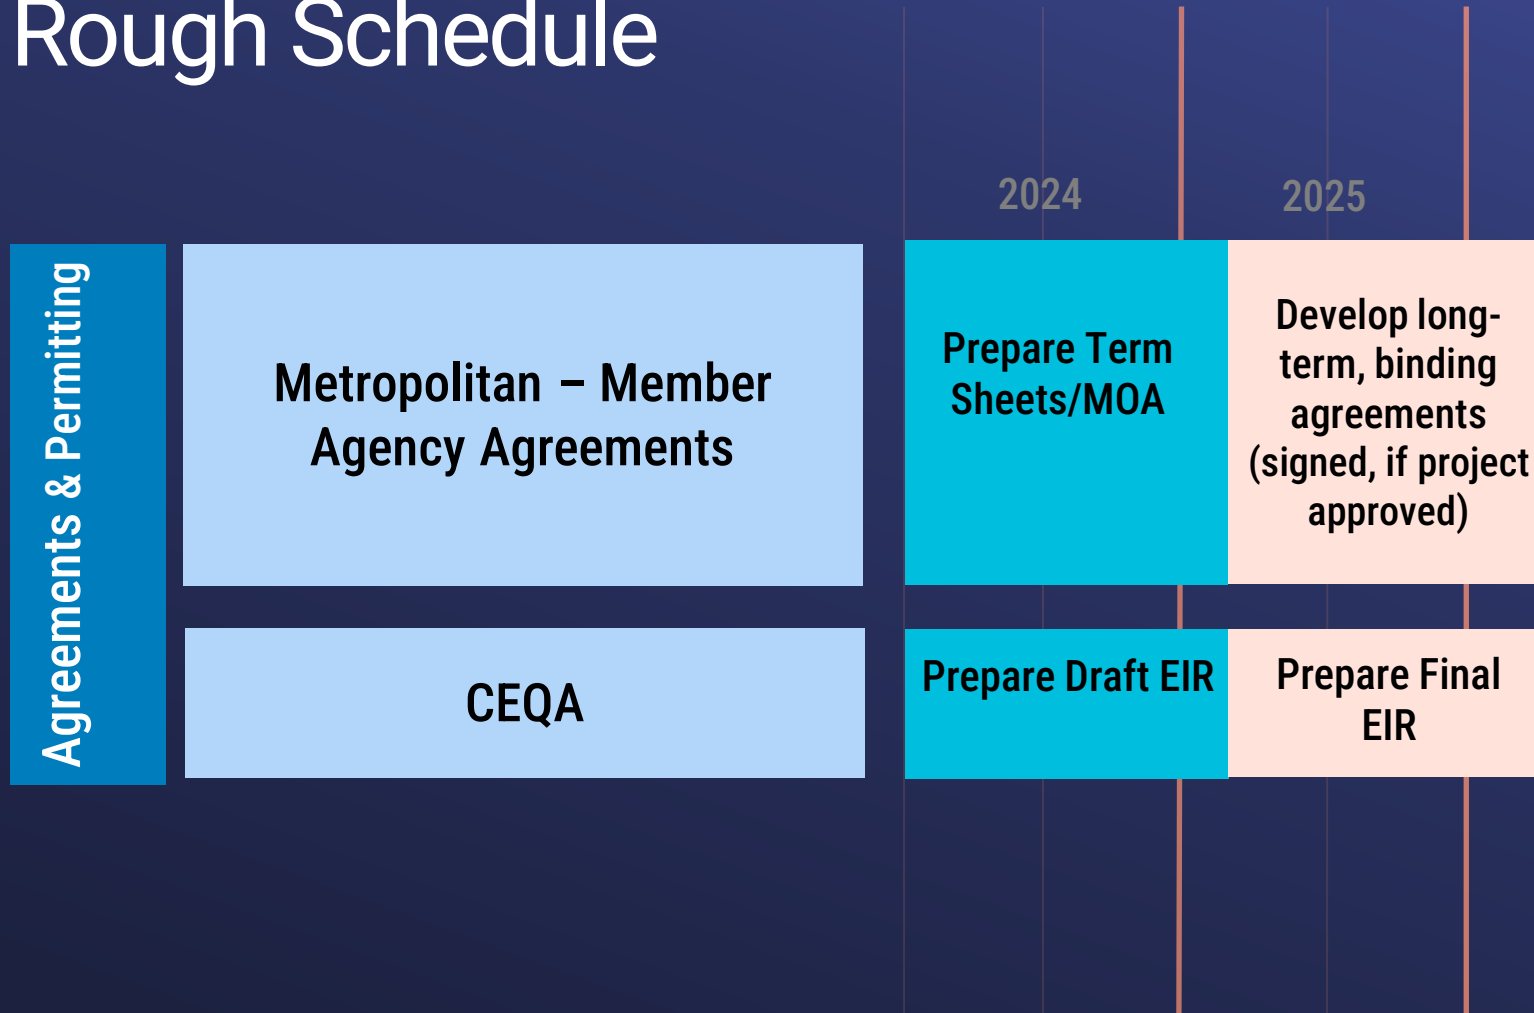 Rough Schedule
2024
2025
Agreements & Permitting
Metropolitan – Member
Agency Agreements
Prepare Term
Sheets/MOA
Develop long-
term, binding
agreements
(signed, if project
approved)
CEQA
Prepare Draft EIR
Prepare Final
EIR